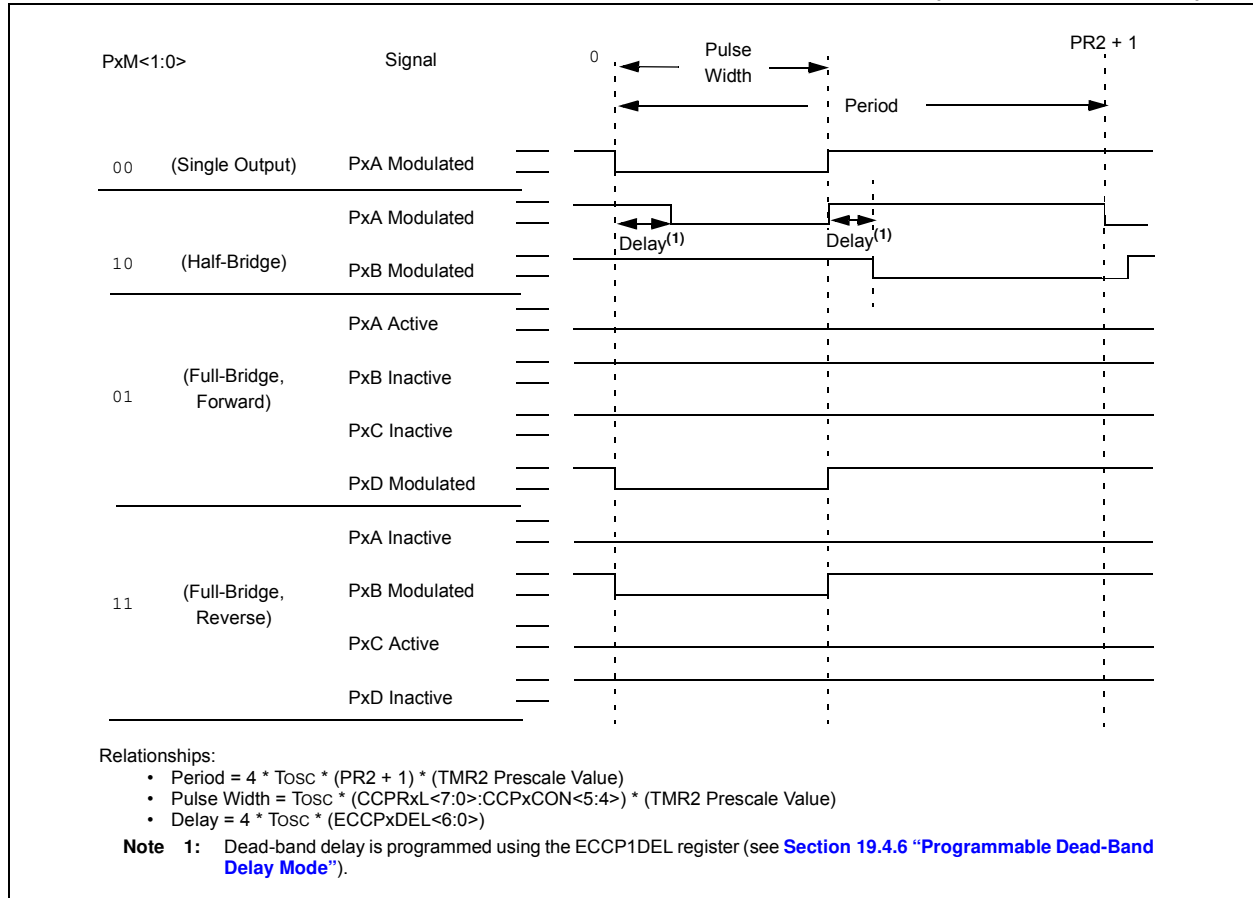 PxM<1:0> Signal 0 Pulse Width PR2 + 1
Period
00 (Single Output) PxA Modulated
PxA Modulated
Delay(1) Delay(1)
10 (Half-Bridge) PxB Modulated
PxA Active
01 (Full-Bridge, Forward) PxB Inactive
PxC Inactive
PxD Modulated
PxA Inactive
11 (Full-Bridge, Reverse) PxB Modulated
PxC Active
PxD Inactive
Relationships:
• Period = 4 * TOSC * (PR2 + 1) * (TMR2 Prescale Value)
• Pulse Width = TOSC * (CCPRxL<7:0>:CCPxCON<5:4>) * (TMR2 Prescale Value)
• Delay = 4 * TOSC * (ECCPxDEL<6:0>)
Note 1: Dead-band delay is programmed using the ECCP1DEL register (see Section 19.4.6 “Programmable Dead-Band
Delay Mode”).